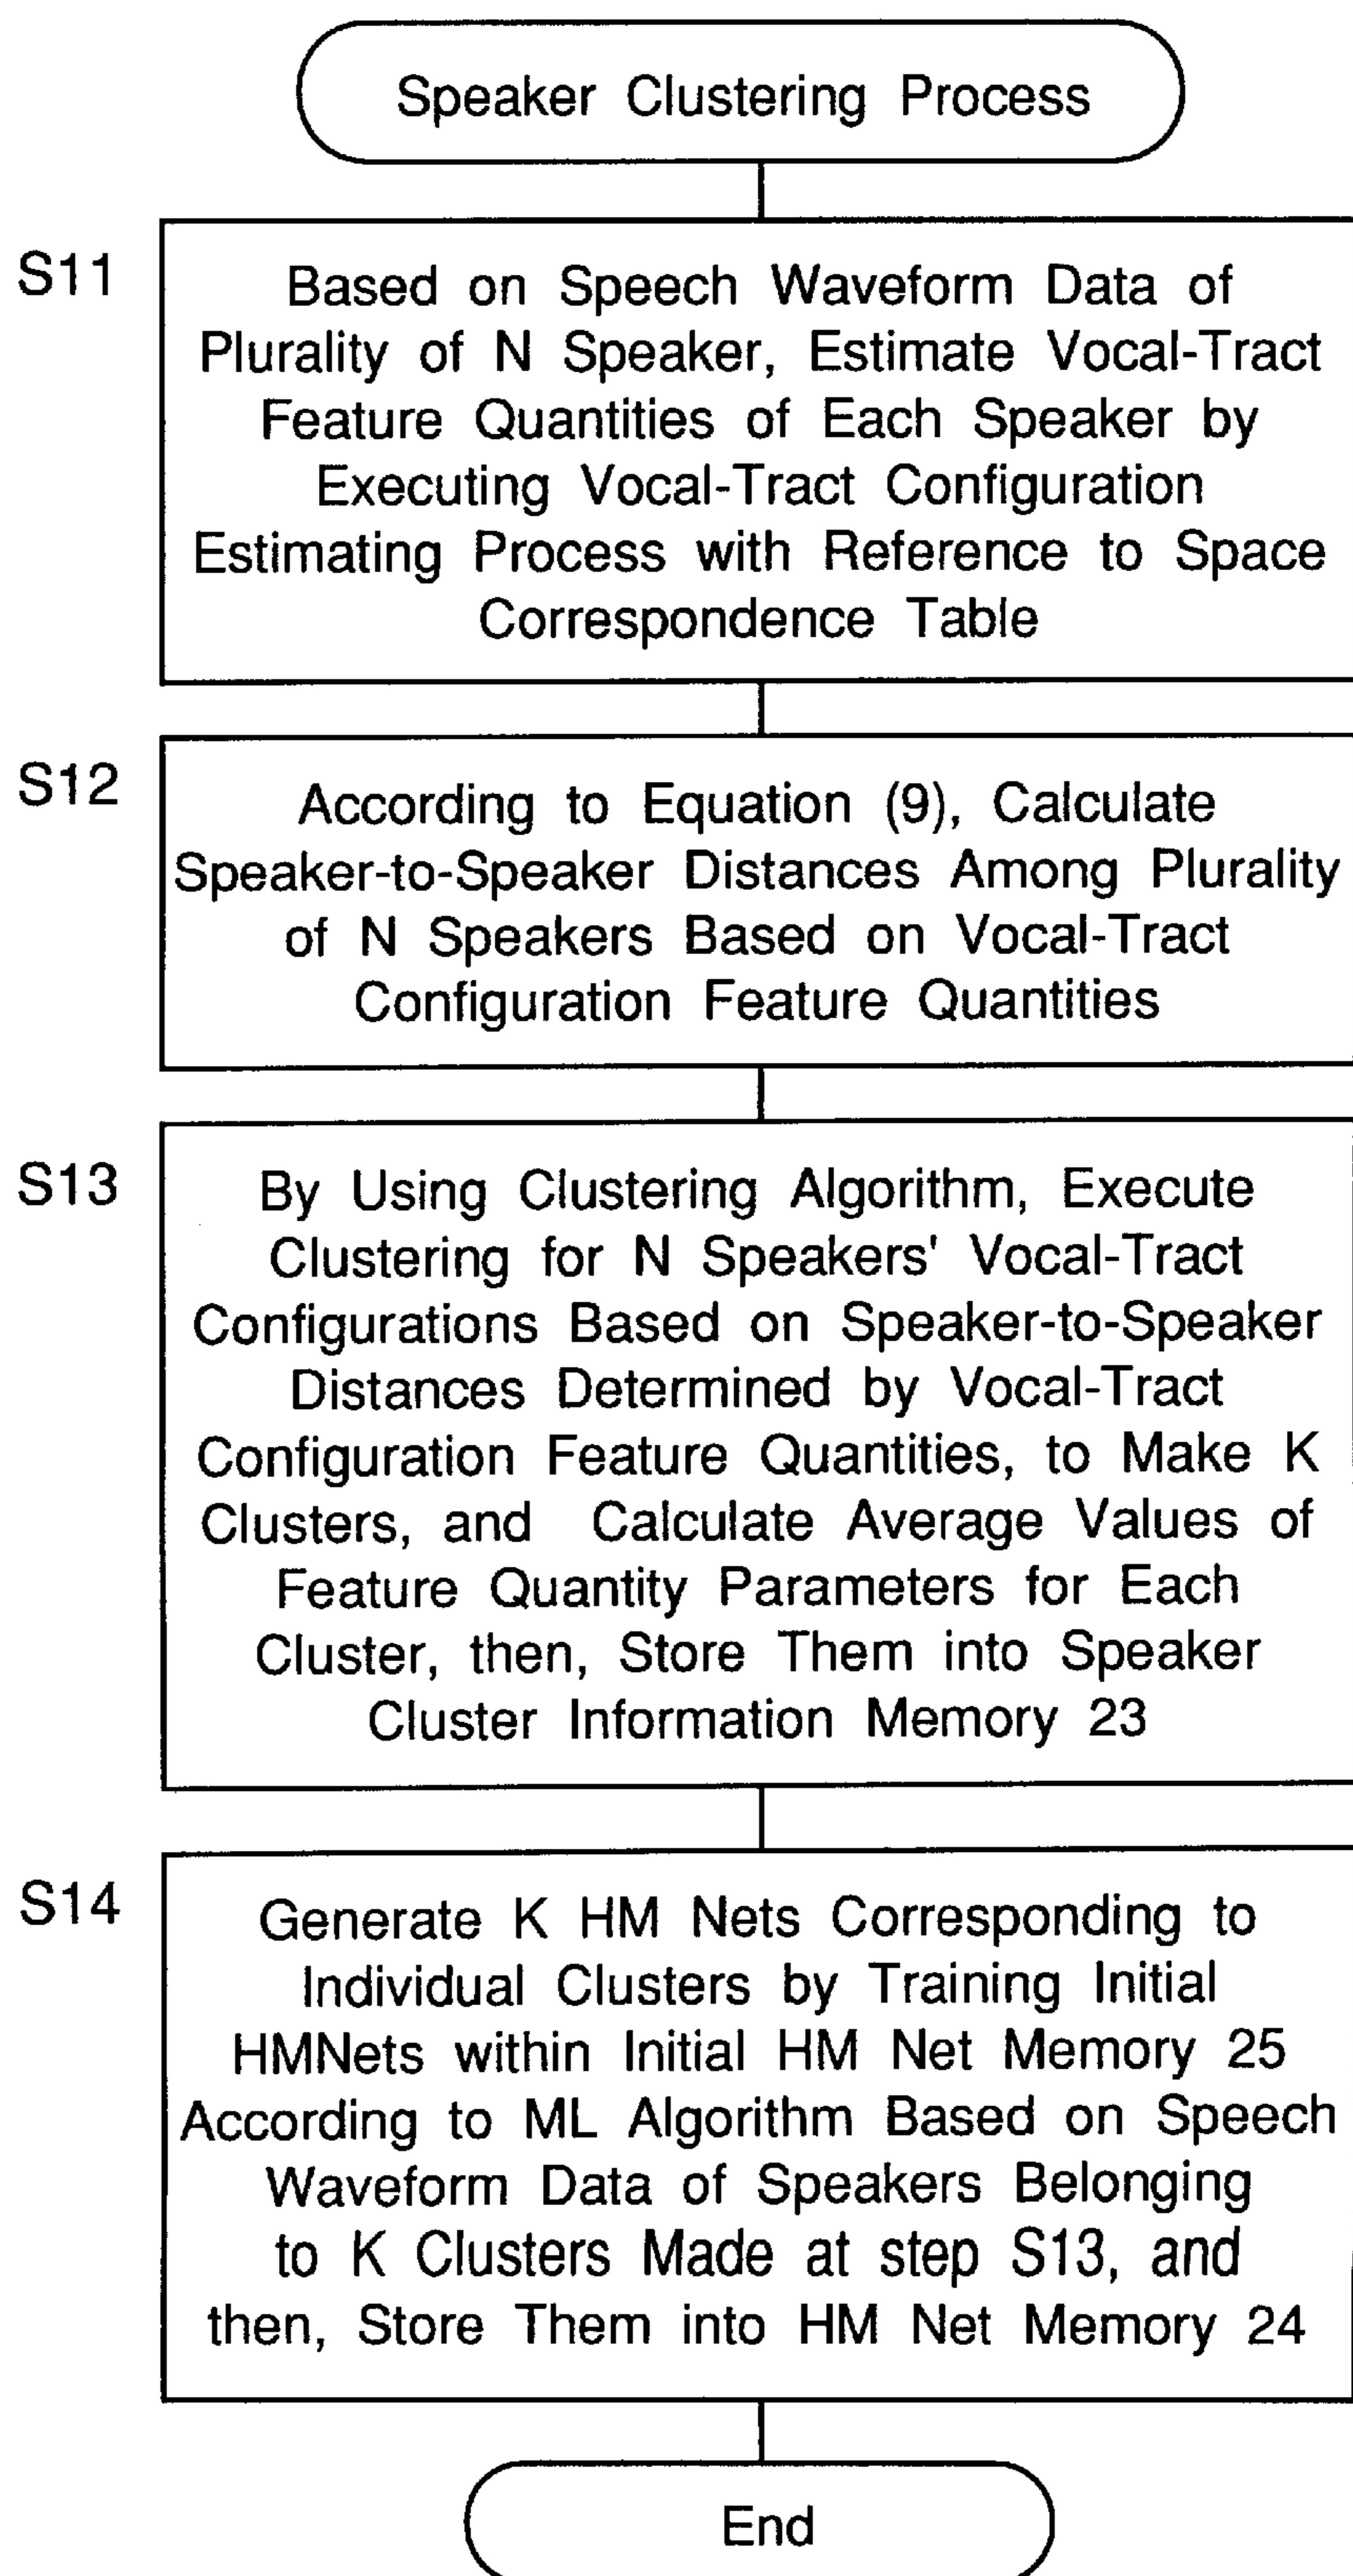 Speaker Clustering Process
S11
Based on Speech Waveform Data of
Plurality of N Speaker, Estimate Vocal-Tract
Feature Quantities of Each Speaker by
Executing Vocal-Tract Configuration
Estimating Process with Reference to Space
Correspondence Table
S12
According to Equation (9), Calculate
Speaker-to-Speaker Distances Among Plurality
of N Speakers Based on Vocal-Tract
Configuration Feature Quantities
S13
By Using Clustering Algorithm, Execute
Clustering for N Speakers' Vocal-Tract
Configurations Based on Speaker-to-Speaker
Distances Determined by Vocal-Tract
Configuration Feature Quantities, to Make K
Clusters, and Calculate Average Values of
Feature Quantity Parameters for Each
Cluster, then, Store Them into Speaker
Cluster Information Memory 23
S14
Generate K HM Nets Corresponding to
Individual Clusters by Training Initial
HMNets within Initial HM Net Memory 25
According to ML Algorithm Based on Speech
Waveform Data of Speakers Belonging
to K Clusters Made at step S13, and
then, Store Them into HM Net Memory 24
End